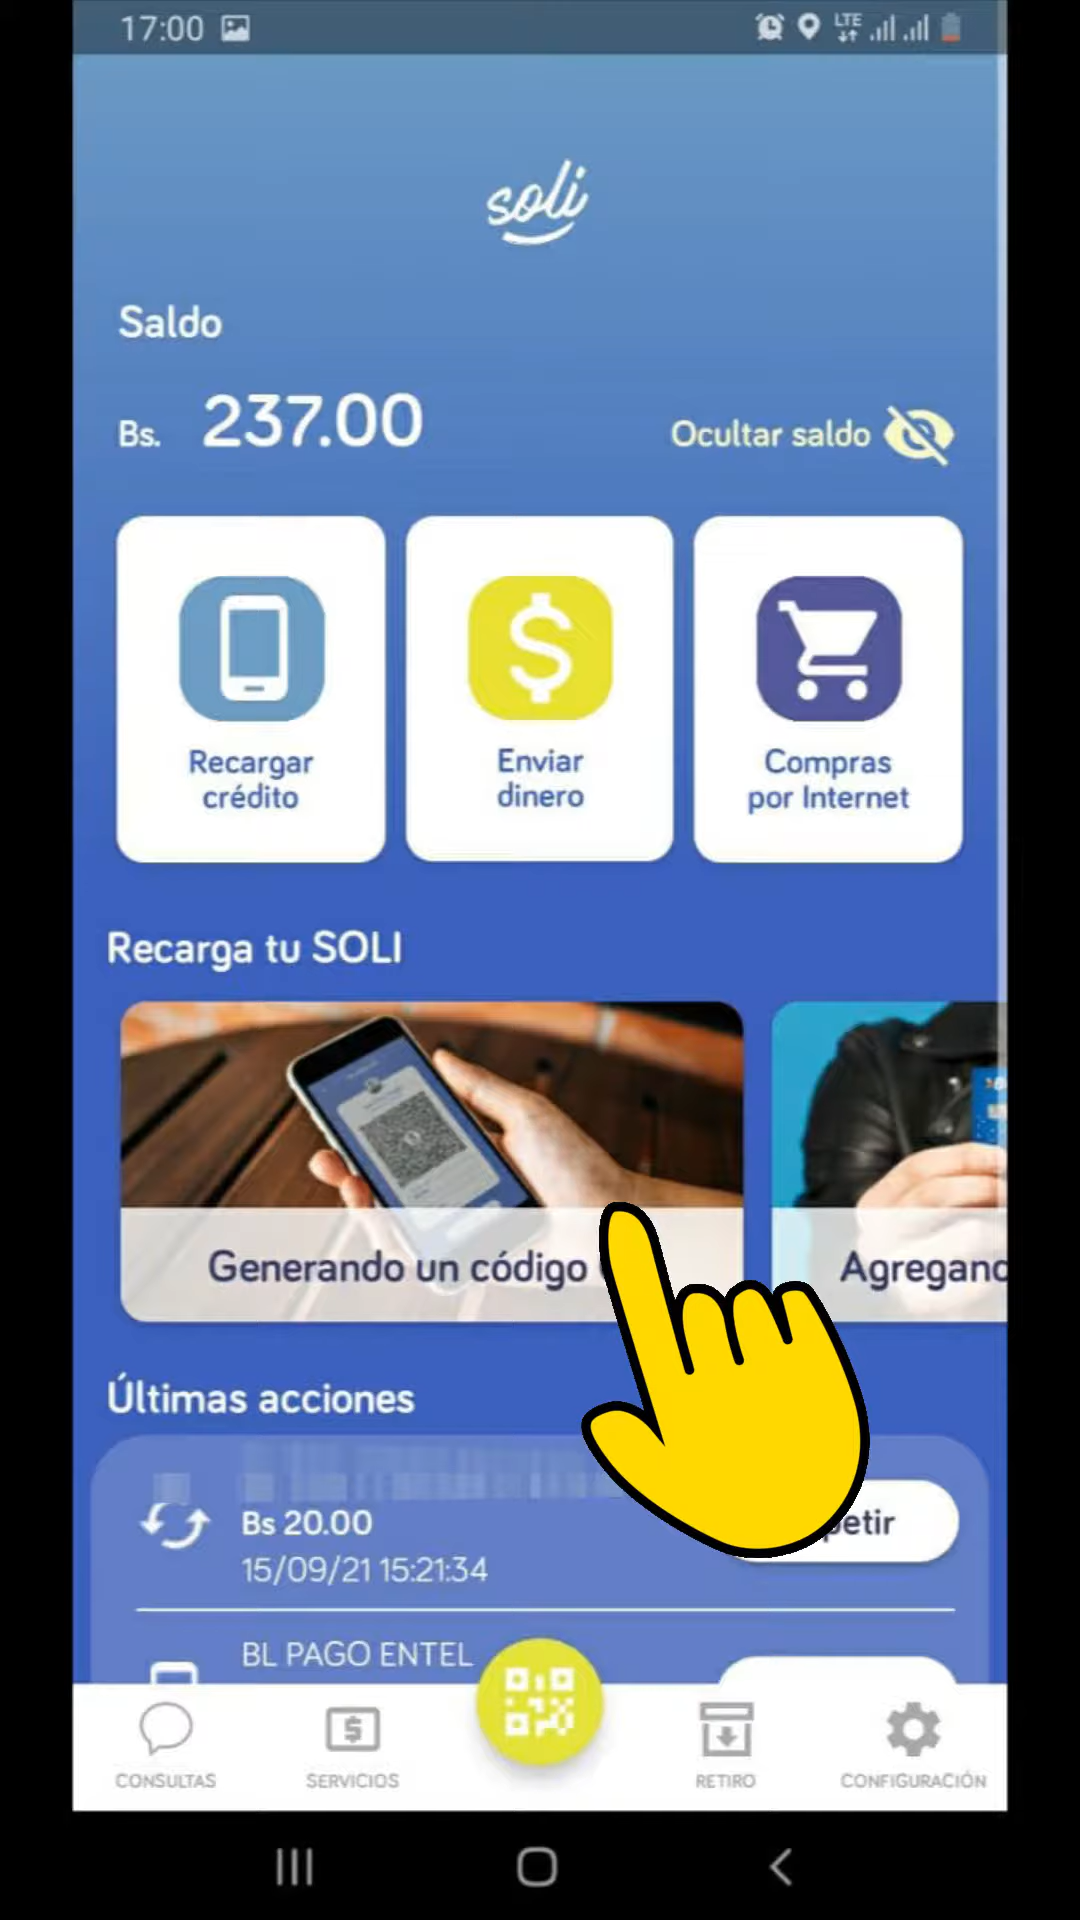 17:00
LTE
soli
Saldo
Bs. 237.00
Ocultar saldo
Recargar
crédito
Enviar
dinero
Compras
por Internet
Recarga tu SOLI
Generando un código
Últimas acciones
Bs 20.00
15/09/21 15:21:34
BL PAGO ENTEL
CONSULTAS
SERVICIOS
RETIRO
CONFIGURACIÓN